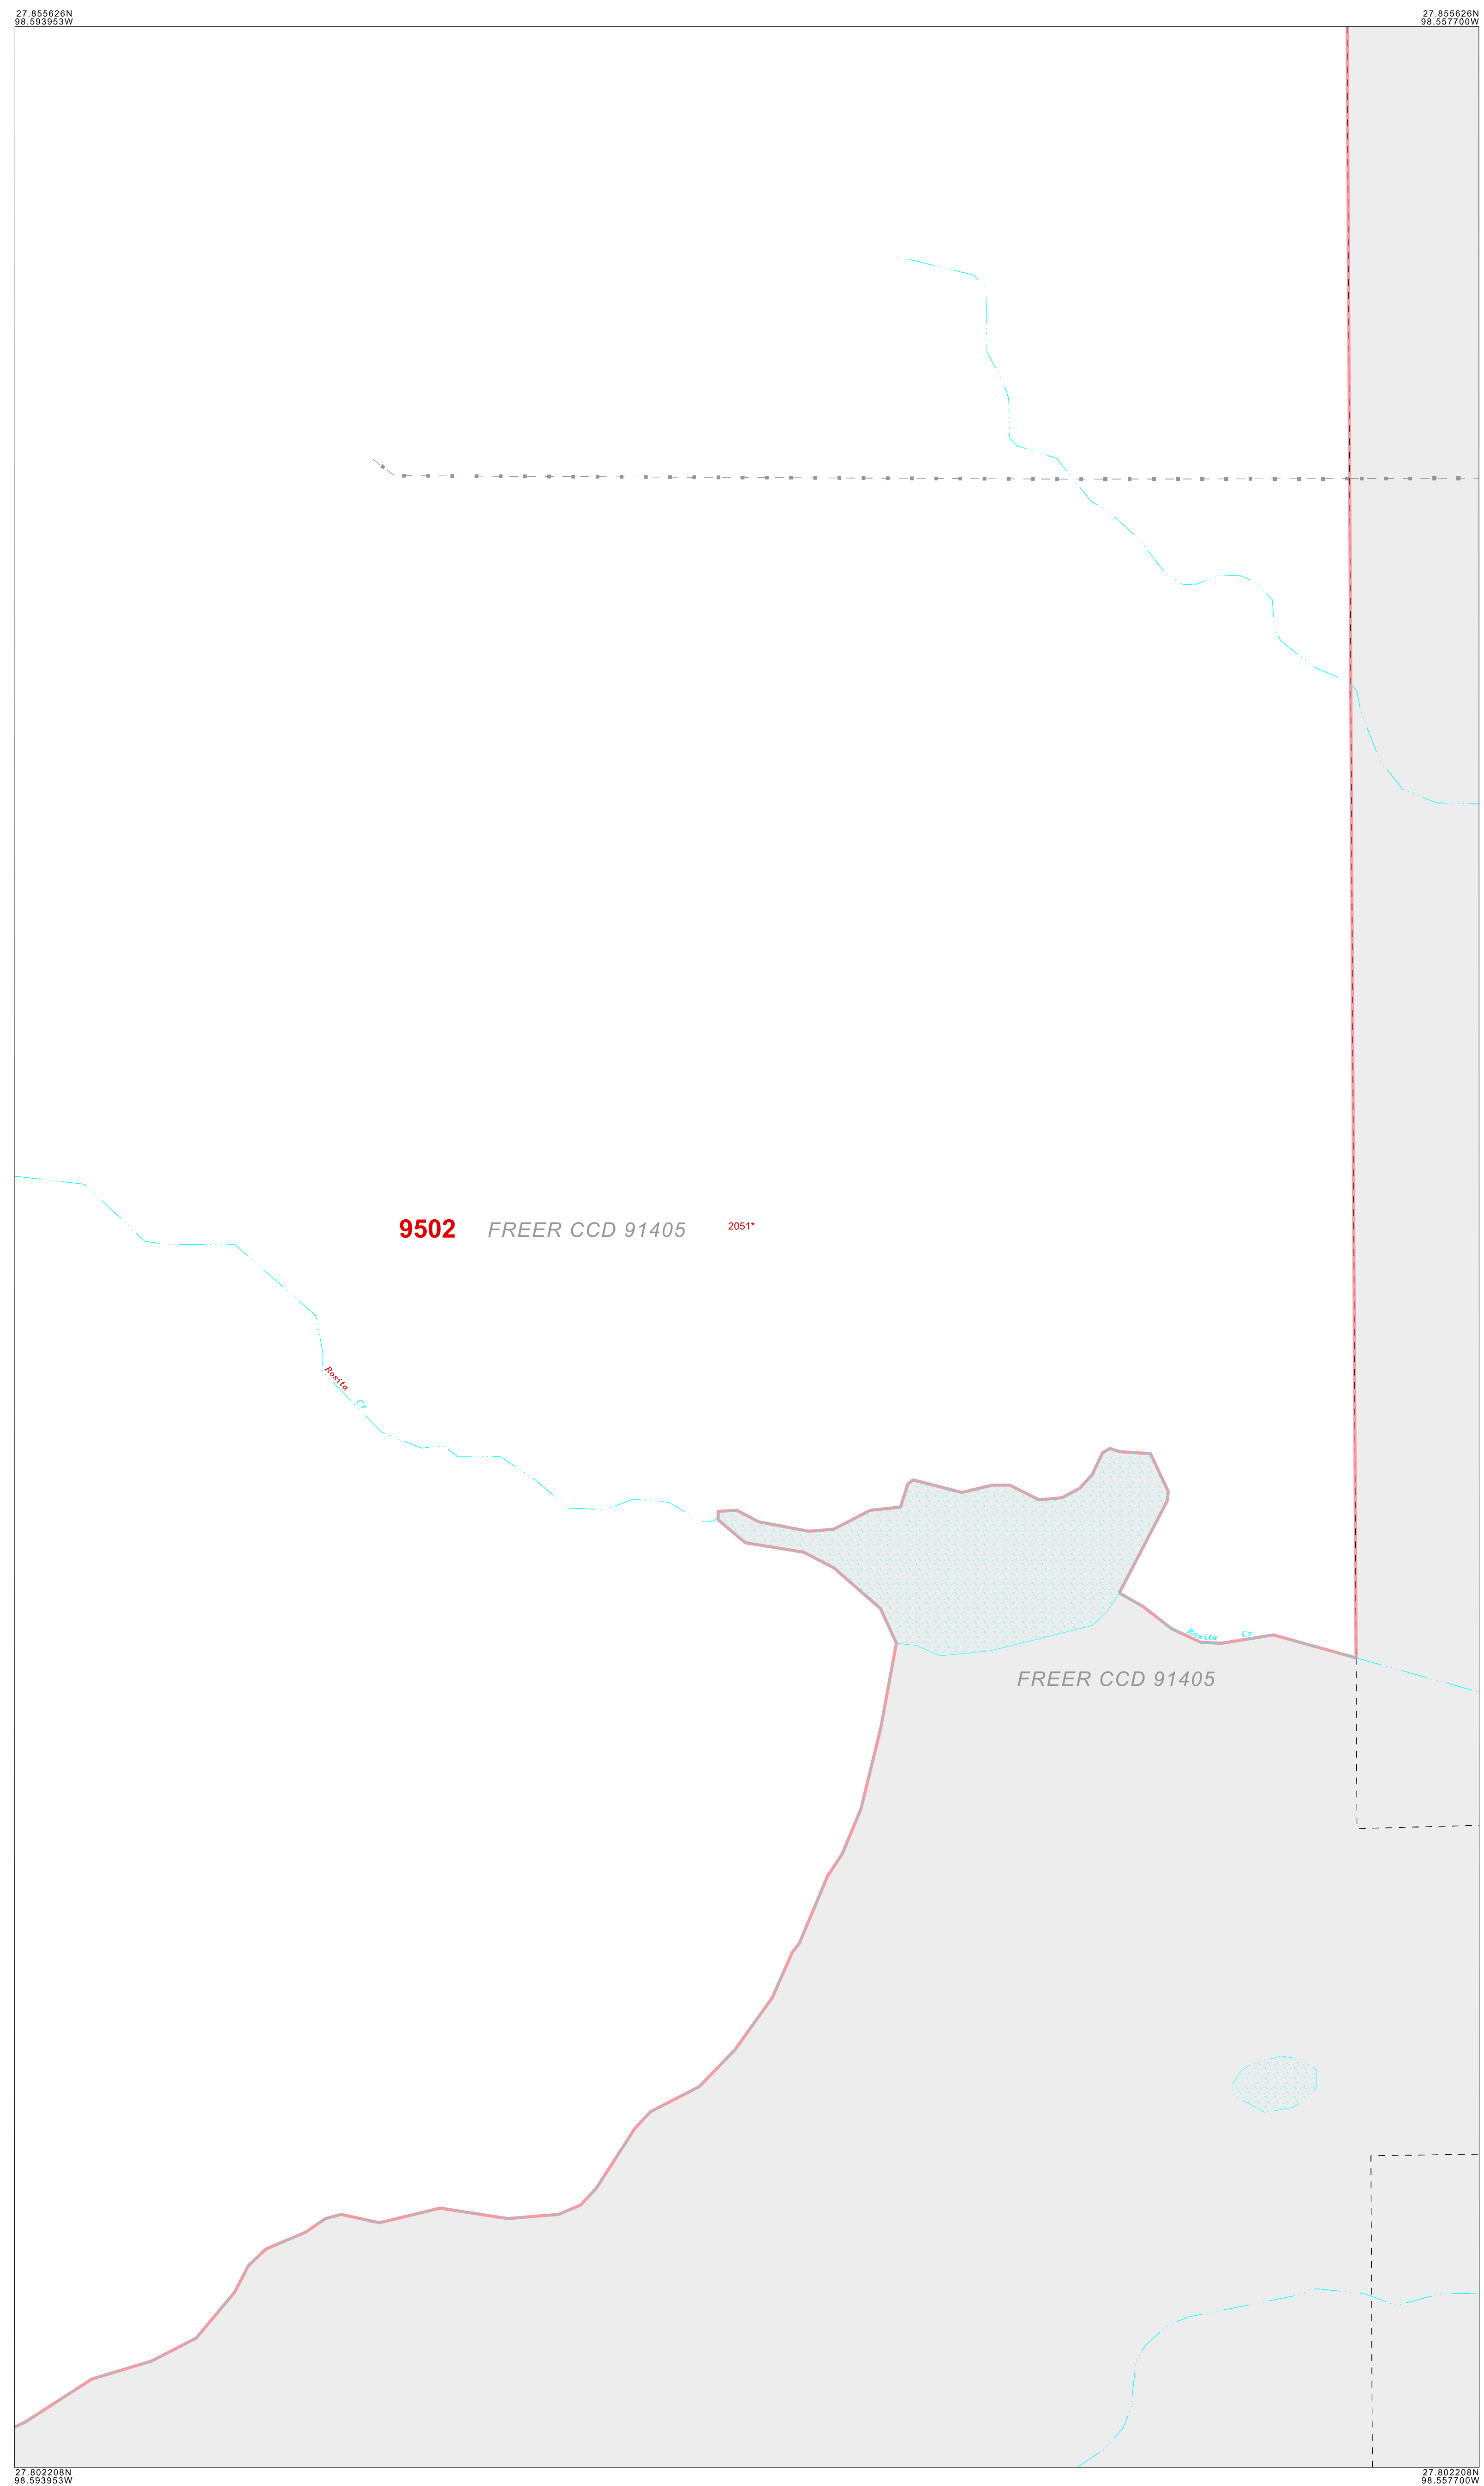 27.855626N
98.593953W
27.855626N
98.557700W
9502 FREER CCD 91405 2051*
Rosita Cr
Rosita Cr
FREER CCD 91405
27.802208N
98.593953W
27.802208N
98.557700W